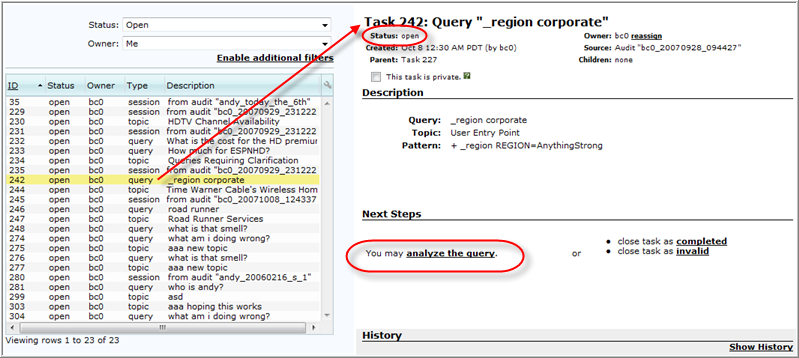 Status: Open
Owner: Me
Enable additional filters
ID Status Owner Type Description
35 open bc0 session from audit "andy_today_the_6th"
229 open bc0 session from audit "bc0_20070929_231222
230 open bc0 topic HDTV Channel Availability
231 open bc0 session from audit "bc0_20070929_231222
232 open bc0 query What is the cost for the HD premium
233 open bc0 query How much for ESPNHD?
234 open bc0 topic Queries Requiring Clarification
235 open bc0 session from audit "bc0_20070929_231222
242 open bc0 query _region corporate
244 open bc0 topic Time Warner Cable's Wireless Hom
245 open bc0 session from audit "bc0_20071008_124337
246 open bc0 query road runner
247 open bc0 topic Road Runner Services
248 open bc0 query what is that smell?
274 open bc0 query what am i doing wrong?
275 open bc0 topic aaa new topic
276 open bc0 query what is that smell?
277 open bc0 topic aaa new topic
280 open bc0 session from audit "andy_20060216_s_1"
281 open bc0 query who is andy?
299 open bc0 topic asd
303 open bc0 topic aaa hoping this works
304 open bc0 query what am i doing wrong?
Viewing rows 1 to 23 of 23
Task 242: Query "_region corporate"
Status: open Owner: bc0 reassign
Created: Oct 8 12:30 AM PDT (by bc0) Source: Audit "bc0_20070928_094427"
Parent: Task 227 Children: none
This task is private. ?
Description
Query: _region corporate
Topic: User Entry Point
Pattern: + _region REGION=AnythingStrong
Next Steps
You may analyze the query. or
• close task as completed
• close task as invalid
History
Show History